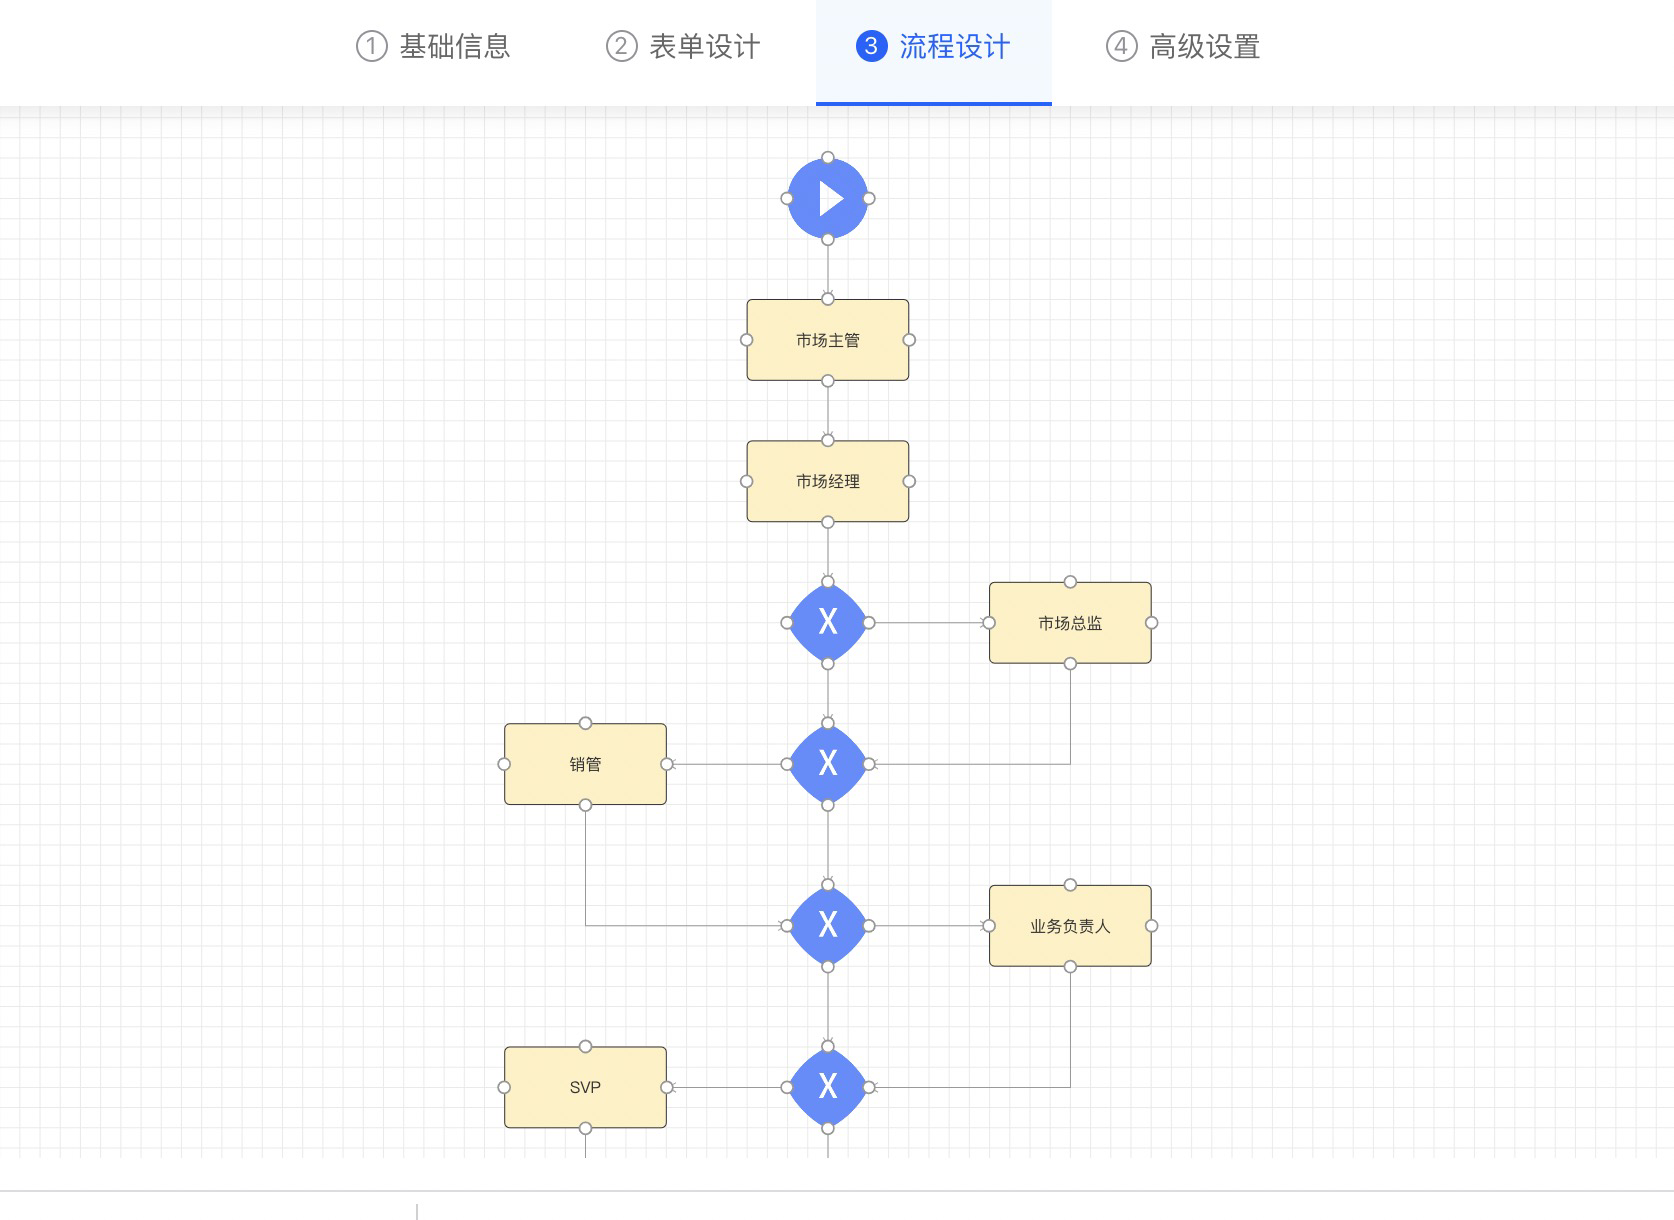 ① 基础信息
② 表单设计
③ 流程设计
④ 高级设置
市场主管
市场经理
X
市场总监
销管
X
X
业务负责人
SVP
X